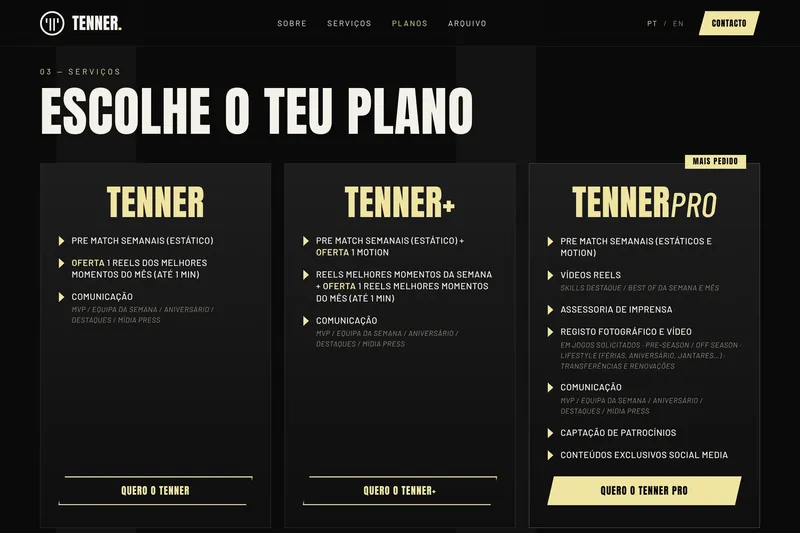 TENNER.
SOBRE
SERVIÇOS
PLANOS
ARQUIVO
PT / EN
CONTACTO
03 — SERVIÇOS
ESCOLHE O TEU PLANO
TENNER
PRE MATCH SEMANAIS (ESTÁTICO)
OFERTA 1 REELS DOS MELHORES
MOMENTOS DO MÊS (ATÉ 1 MIN)
COMUNICAÇÃO
MVP / EQUIPA DA SEMANA / ANIVERSÁRIO /
DESTAQUES / MÍDIA PRESS
QUERO O TENNER
TENNER+
PRE MATCH SEMANAIS (ESTÁTICO) +
OFERTA 1 MOTION
REELS MELHORES MOMENTOS DA SEMANA
+ OFERTA 1 REELS MELHORES MOMENTOS
DO MÊS (ATÉ 1 MIN)
COMUNICAÇÃO
MVP / EQUIPA DA SEMANA / ANIVERSÁRIO /
DESTAQUES / MÍDIA PRESS
QUERO O TENNER+
MAIS PEDIDO
TENNERPRO
PRE MATCH SEMANAIS (ESTÁTICOS E
MOTION)
VÍDEOS REELS
SKILLS DESTAQUE / BEST OF DA SEMANA E MÊS
ASSESSORIA DE IMPRENSA
REGISTO FOTOGRÁFICO E VÍDEO
EM JOGOS SOLICITADOS · PRE-SEASON / OFF SEASON ·
LIFESTYLE (FÉRIAS, ANIVERSÁRIO, JANTARES...) ·
TRANSFERÊNCIAS E RENOVAÇÕES
COMUNICAÇÃO
MVP / EQUIPA DA SEMANA / ANIVERSÁRIO /
DESTAQUES / MÍDIA PRESS
CAPTAÇÃO DE PATROCÍNIOS
CONTEÚDOS EXCLUSIVOS SOCIAL MEDIA
QUERO O TENNER PRO